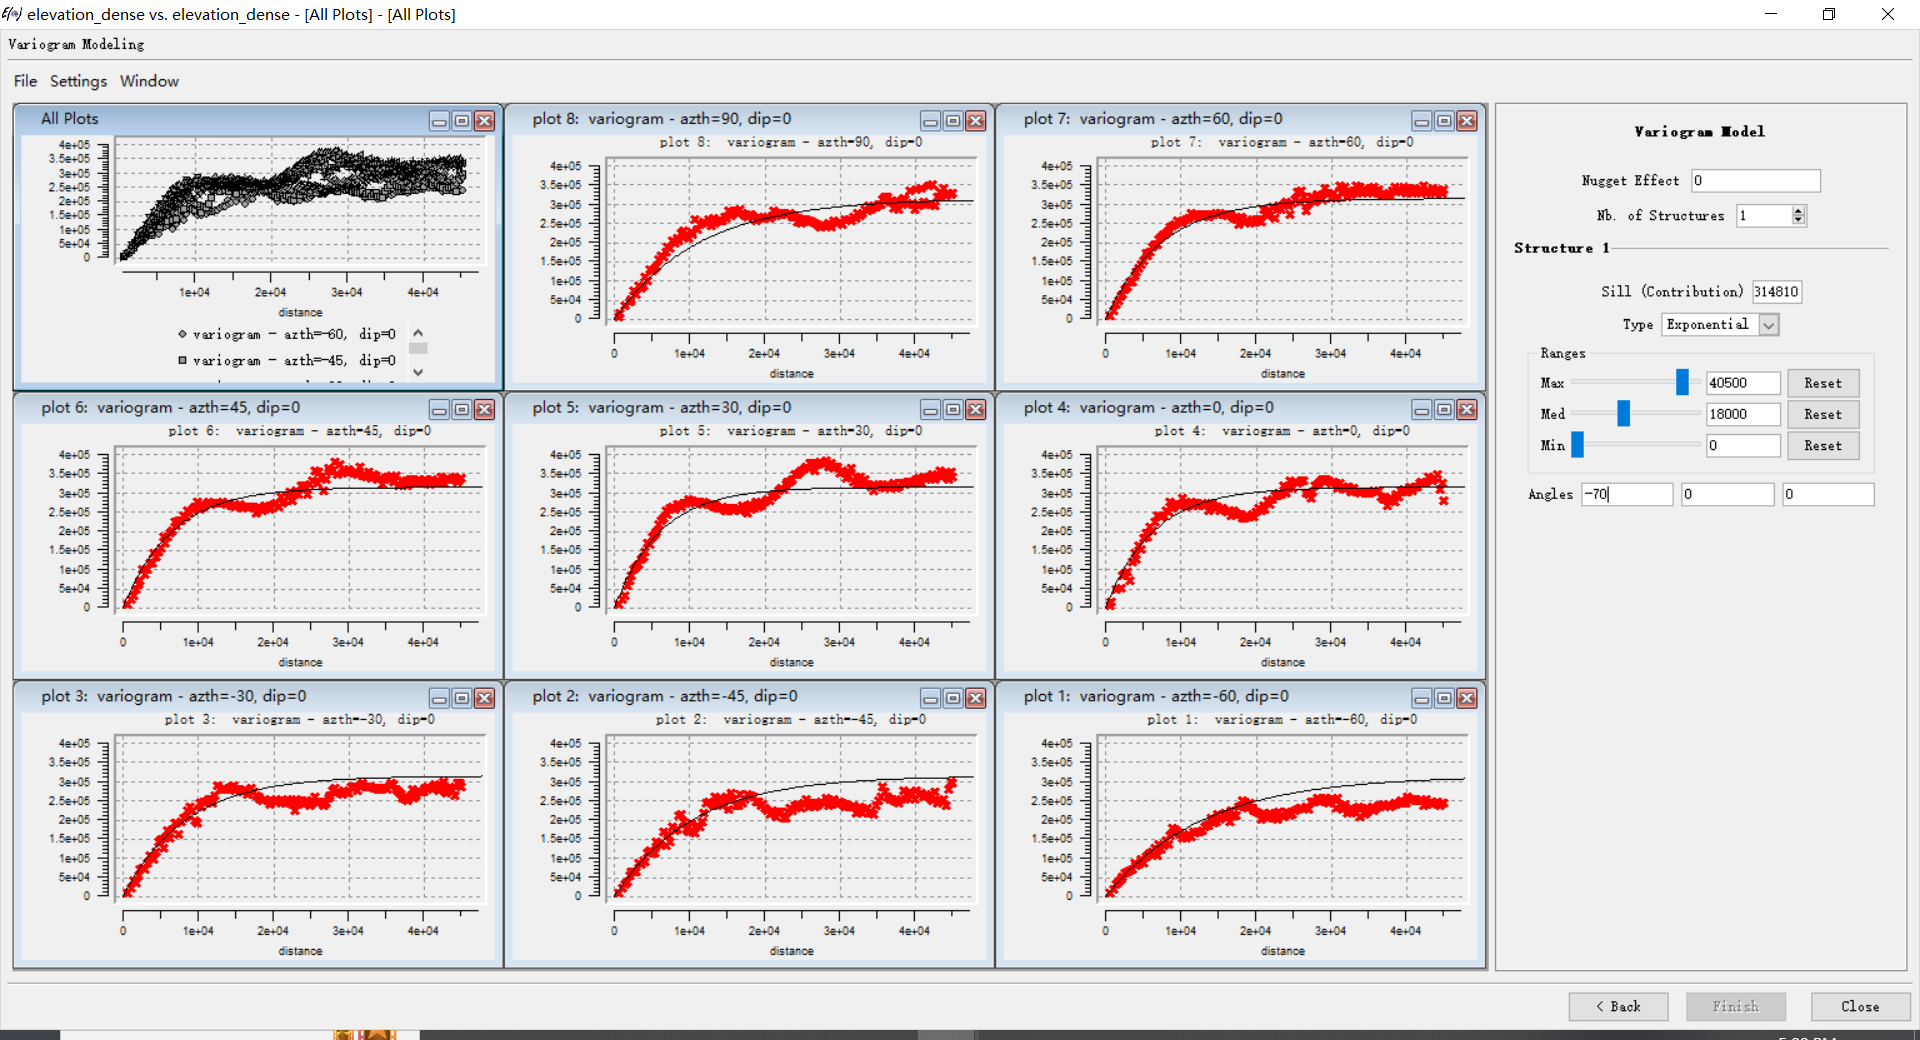 elevation_dense vs. elevation_dense - [All Plots] - [All Plots]
Variogram Modeling
File Settings Window
All Plots
4e+05
3.5e+05
3e+05
2.5e+05
2e+05
1.5e+05
1e+05
5e+04
0
1e+04 2e+04 3e+04 4e+04
distance
variogram - azth=-60, dip=0
variogram - azth=-45, dip=0
plot 8: variogram - azth=90, dip=0
plot 8: variogram - azth=90, dip=0
4e+05
3.5e+05
3e+05
2.5e+05
2e+05
1.5e+05
1e+05
5e+04
0
0 1e+04 2e+04 3e+04 4e+04
distance
plot 7: variogram - azth=60, dip=0
plot 7: variogram - azth=60, dip=0
4e+05
3.5e+05
3e+05
2.5e+05
2e+05
1.5e+05
1e+05
5e+04
0
0 1e+04 2e+04 3e+04 4e+04
distance
plot 6: variogram - azth=45, dip=0
plot 6: variogram - azth=45, dip=0
4e+05
3.5e+05
3e+05
2.5e+05
2e+05
1.5e+05
1e+05
5e+04
0
0 1e+04 2e+04 3e+04 4e+04
distance
plot 5: variogram - azth=30, dip=0
plot 5: variogram - azth=30, dip=0
4e+05
3.5e+05
3e+05
2.5e+05
2e+05
1.5e+05
1e+05
5e+04
0
0 1e+04 2e+04 3e+04 4e+04
distance
plot 4: variogram - azth=0, dip=0
plot 4: variogram - azth=0, dip=0
4e+05
3.5e+05
3e+05
2.5e+05
2e+05
1.5e+05
1e+05
5e+04
0
0 1e+04 2e+04 3e+04 4e+04
distance
plot 3: variogram - azth=-30, dip=0
plot 3: variogram - azth=-30, dip=0
4e+05
3.5e+05
3e+05
2.5e+05
2e+05
1.5e+05
1e+05
5e+04
0
0 1e+04 2e+04 3e+04 4e+04
distance
plot 2: variogram - azth=-45, dip=0
plot 2: variogram - azth=-45, dip=0
4e+05
3.5e+05
3e+05
2.5e+05
2e+05
1.5e+05
1e+05
5e+04
0
0 1e+04 2e+04 3e+04 4e+04
distance
plot 1: variogram - azth=-60, dip=0
plot 1: variogram - azth=-60, dip=0
4e+05
3.5e+05
3e+05
2.5e+05
2e+05
1.5e+05
1e+05
5e+04
0
0 1e+04 2e+04 3e+04 4e+04
distance
Variogram Model
Nugget Effect 0
Nb. of Structures 1
Structure 1
Sill (Contribution) 314810
Type Exponential
Ranges
Max 40500 Reset
Med 18000 Reset
Min 0 Reset
Angles -70 0 0
< Back Finish Close